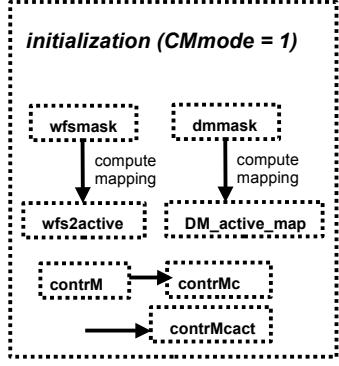 initialization (CMmode = 1)
wfsmask
dmmask
compute
mapping
compute
mapping
wfs2active
DM_active_map
contrM
contrMc
contrMcact